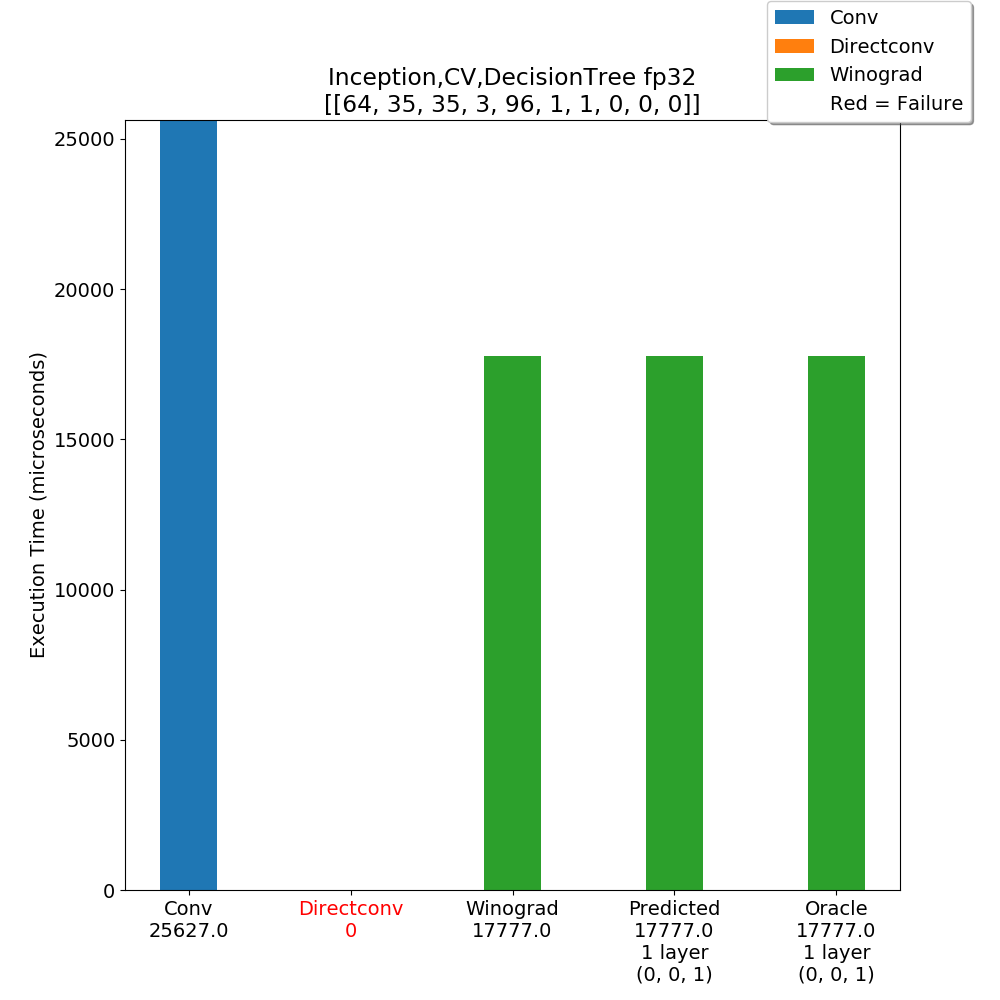 Conv
Directconv
Winograd
Red = Failure
Inception,CV,DecisionTree fp32
[[64, 35, 35, 3, 96, 1, 1, 0, 0, 0]]
Execution Time (microseconds)
25000
20000
15000
10000
5000
0
Conv
25627.0
Directconv
0
Winograd
17777.0
Predicted
17777.0
1 layer
(0, 0, 1)
Oracle
17777.0
1 layer
(0, 0, 1)